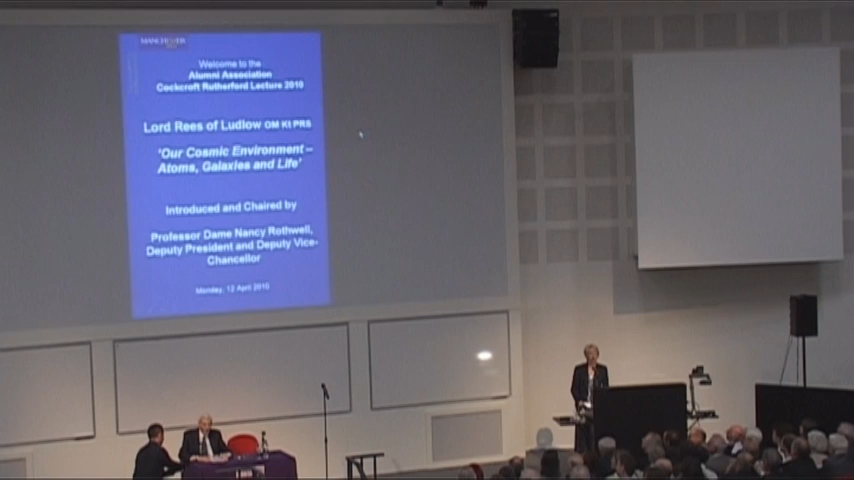 MANCHESTER
Welcome to the
Alumni Association
Cockcroft Rutherford Lecture 2010
Lord Rees of Ludlow OM Kt PRS
‘Our Cosmic Environment –
Atoms, Galaxies and Life’
Introduced and Chaired by
Professor Dame Nancy Rothwell,
Deputy President and Deputy Vice-
Chancellor
Monday, 12 April 2010